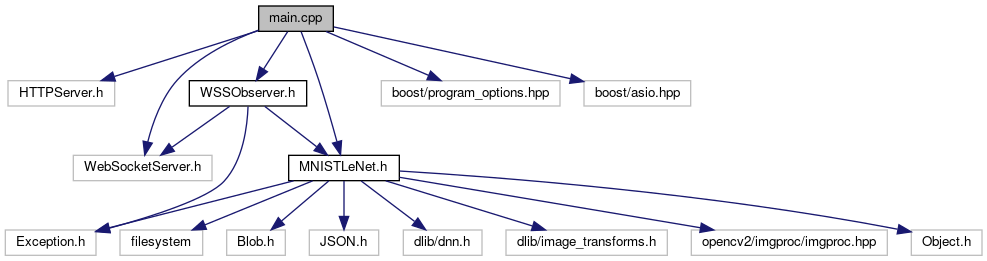 main.cpp
HTTPServer.h
WSSObserver.h
boost/program_options.hpp
boost/asio.hpp
WebSocketServer.h
MNISTLeNet.h
Exception.h
filesystem
Blob.h
JSON.h
dlib/dnn.h
dlib/image_transforms.h
opencv2/imgproc/imgproc.hpp
Object.h